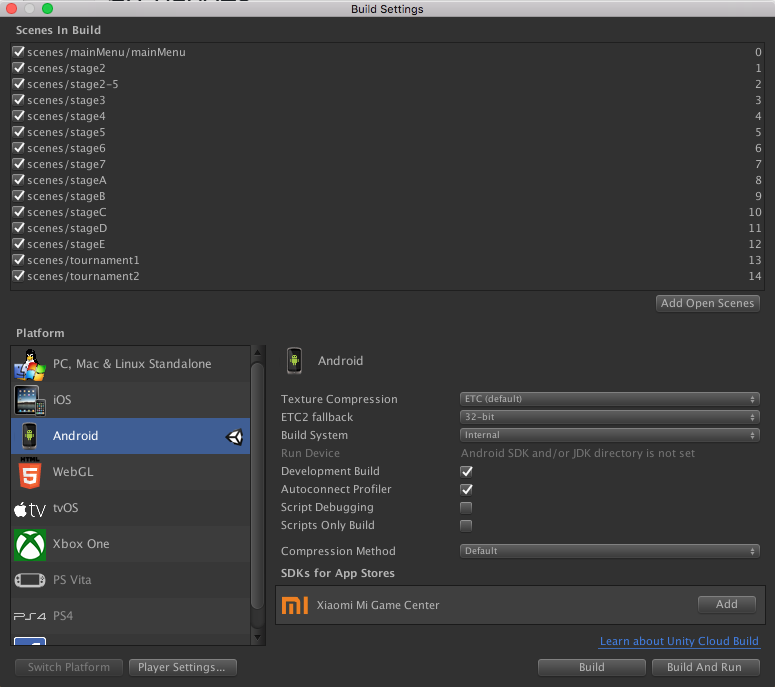 Build Settings
Scenes In Build
scenes/mainMenu/mainMenu 0
scenes/stage2 1
scenes/stage2-5 2
scenes/stage3 3
scenes/stage4 4
scenes/stage5 5
scenes/stage6 6
scenes/stage7 7
scenes/stageA 8
scenes/stageB 9
scenes/stageC 10
scenes/stageD 11
scenes/stageE 12
scenes/tournament1 13
scenes/tournament2 14
Add Open Scenes
Platform
PC, Mac & Linux Standalone
iOS
Android
HTML
5
WebGL
tv
tvOS
Xbox One
PS Vita
PS4
PS4
Android
Texture Compression ETC (default)
ETC2 fallback 32-bit
Build System Internal
Run Device Android SDK and/or JDK directory is not set
Development Build
Autoconnect Profiler
Script Debugging
Scripts Only Build
Compression Method Default
SDKs for App Stores
MI Xiaomi Mi Game Center Add
Learn about Unity Cloud Build
Switch Platform Player Settings... Build Build And Run